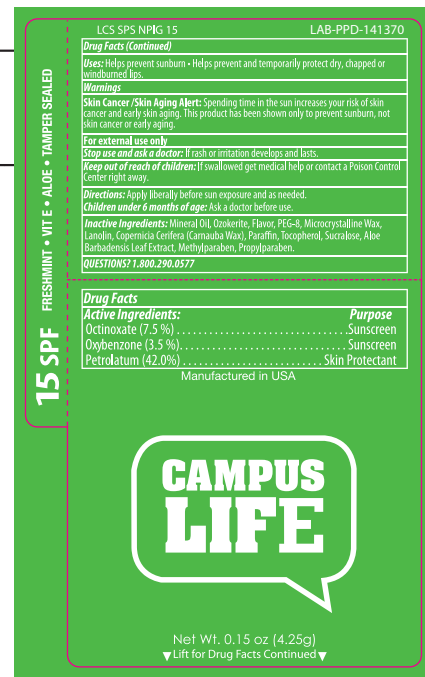 LCS SPS NPIG 15 LAB-PPD-141370
Drug Facts (Continued)
Uses: Helps prevent sunburn • Helps prevent and temporarily protect dry, chapped or
windburned lips.
Warnings
Skin Cancer /Skin Aging Alert: Spending time in the sun increases your risk of skin
cancer and early skin aging. This product has been shown only to prevent sunburn, not
skin cancer or early aging.
For external use only
Stop use and ask a doctor: If rash or irritation develops and lasts.
Keep out of reach of children: If swallowed get medical help or contact a Poison Control
Center right away.
Directions: Apply liberally before sun exposure and as needed.
Children under 6 months of age: Ask a doctor before use.
Inactive Ingredients: Mineral Oil, Ozokerite, Flavor, PEG-8, Microcrystalline Wax,
Lanolin, Copernicia Cerifera (Carnauba Wax), Paraffin, Tocopherol, Sucralose, Aloe
Barbadensis Leaf Extract, Methylparaben, Propylparaben.
QUESTIONS? 1.800.290.0577
15 SPF FRESHMINT • VIT E • ALOE • TAMPER SEALED
Drug Facts
Active Ingredients: Purpose
Octinoxate (7.5 %) ................................ Sunscreen
Oxybenzone (3.5 %) ................................ Sunscreen
Petrolatum (42.0%) .......................... Skin Protectant
Manufactured in USA
CAMPUS
LIFE
Net Wt. 0.15 oz (4.25g)
▼Lift for Drug Facts Continued▼